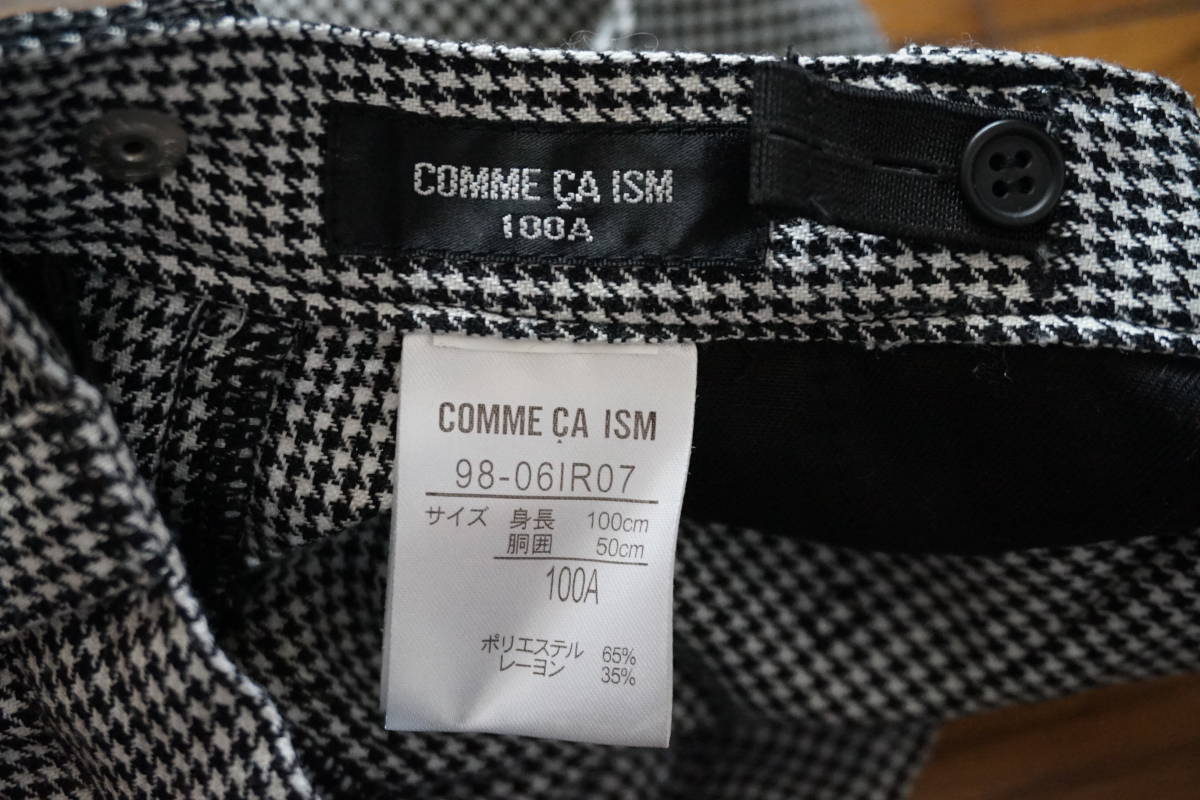 COMME ÇA ISM
100A
COMME ÇA ISM
98-06IR07
サイズ 身長 100cm
胴囲 50cm
100A
ポリエステル 65%
レーヨン 35%